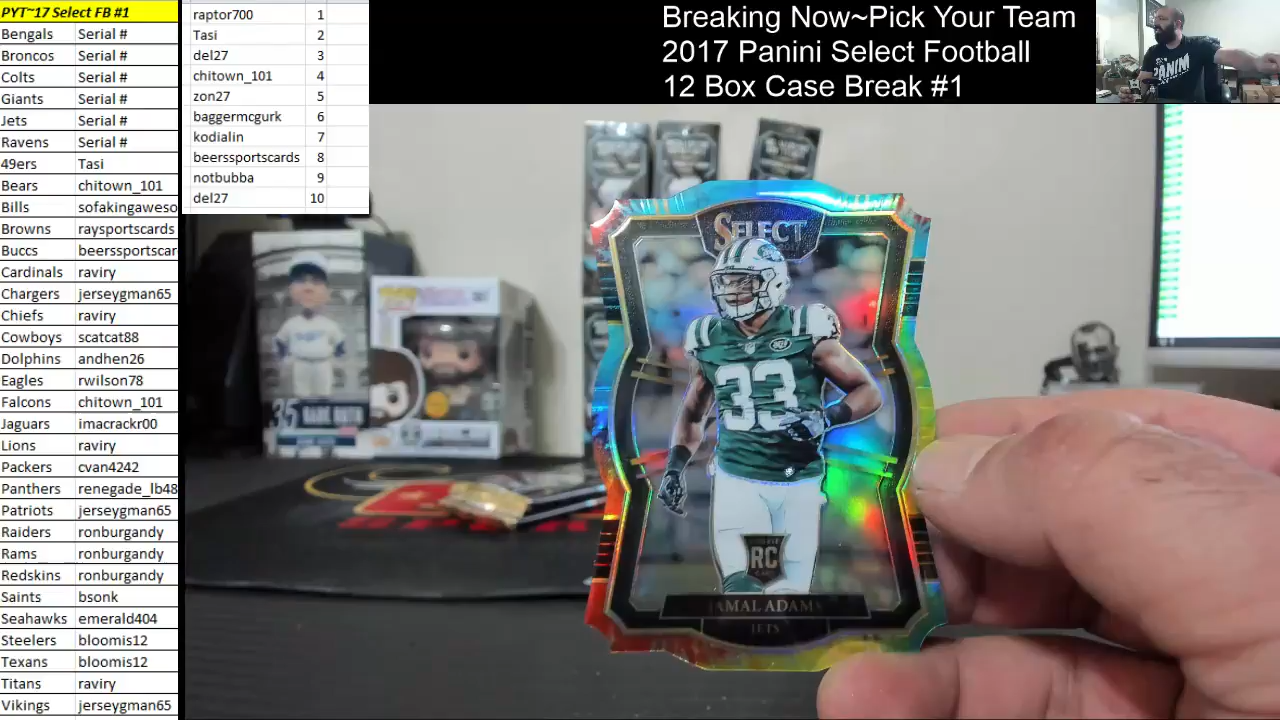 PYT~17 Select FB #1
Bengals Serial #
Broncos Serial #
Colts Serial #
Giants Serial #
Jets Serial #
Ravens Serial #
49ers Tasi
Bears chitown_101
Bills sofakingaweso
Browns raysportscards
Buccs beerssportscar
Cardinals raviry
Chargers jerseygman65
Chiefs raviry
Cowboys scatcat88
Dolphins andhen26
Eagles rwilson78
Falcons chitown_101
Jaguars imacrackr00
Lions raviry
Packers cvan4242
Panthers renegade_lb48
Patriots jerseygman65
Raiders ronburgandy
Rams ronburgandy
Redskins ronburgandy
Saints bsonk
Seahawks emerald404
Steelers bloomis12
Texans bloomis12
Titans raviry
Vikings jerseygman65
raptor700 1
Tasi 2
del27 3
chitown_101 4
zon27 5
baggermcgurk 6
kodialin 7
beerssportscards 8
notbubba 9
del27 10
Breaking Now~Pick Your Team
2017 Panini Select Football
12 Box Case Break #1
PANINI
SELECT
33
RC
JAMAL ADAMS
JETS
35 BABE RUTH